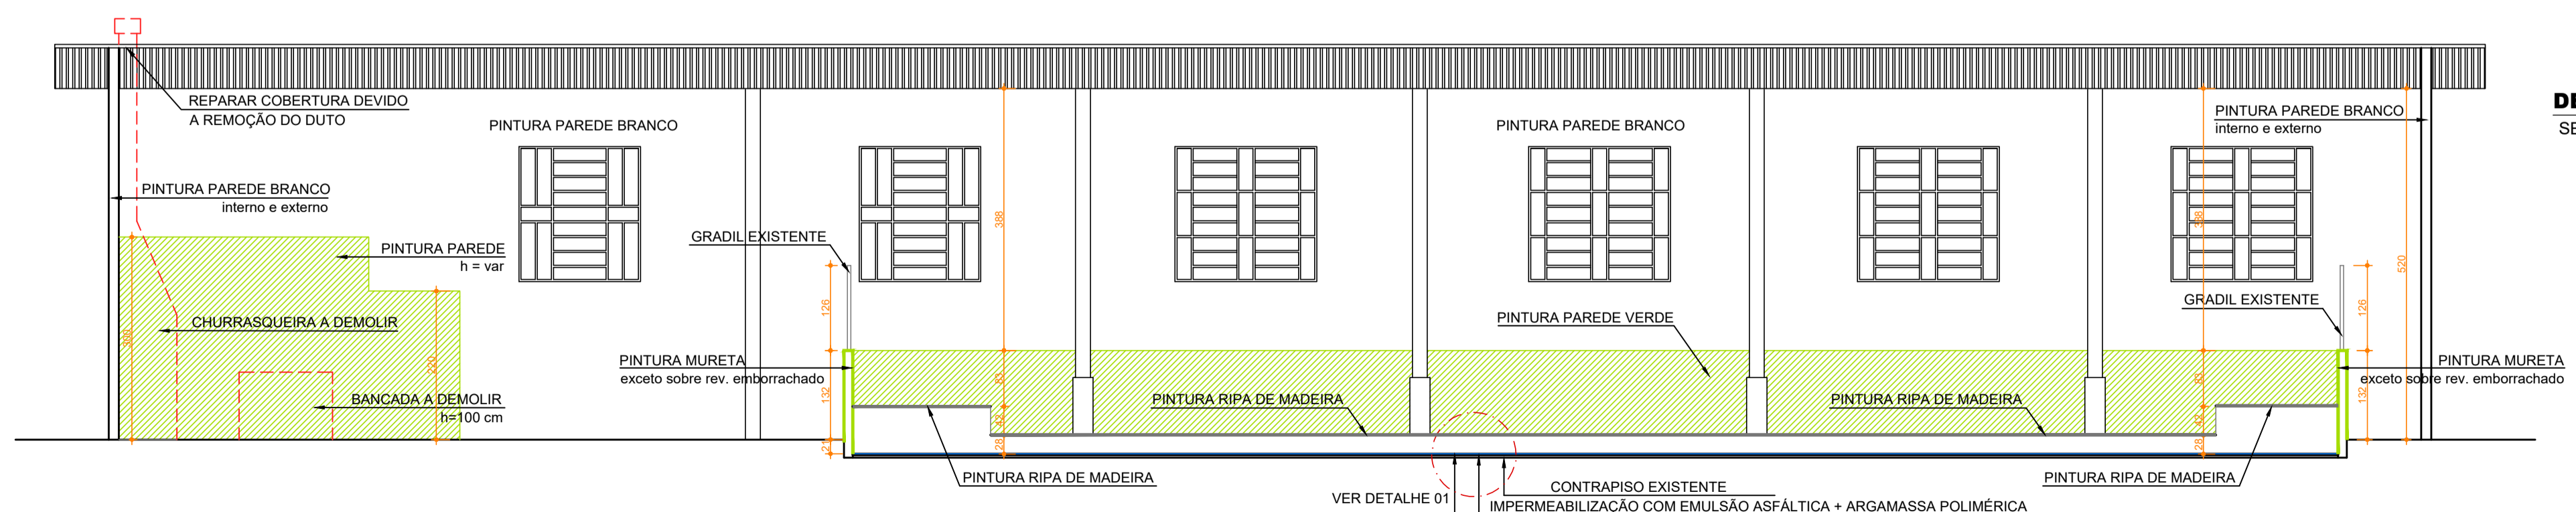 REPARAR COBERTURA DEVIDO
A REMOÇÃO DO DUTO
PINTURA PAREDE BRANCO
PINTURA PAREDE BRANCO
PINTURA PAREDE BRANCO
interno e externo
DE
SE
PINTURA PAREDE BRANCO
interno e externo
GRADIL EXISTENTE
PINTURA PAREDE
h = var
388
388
520
126
126
GRADIL EXISTENTE
CHURRASQUEIRA A DEMOLIR
300
220
PINTURA PAREDE VERDE
PINTURA MURETA
exceto sobre rev. emborrachado
PINTURA MURETA
exceto sobre rev. emborrachado
BANCADA A DEMOLIR
h=100 cm
132
21
83
42
28
PINTURA RIPA DE MADEIRA
PINTURA RIPA DE MADEIRA
83
42
28
132
PINTURA RIPA DE MADEIRA
PINTURA RIPA DE MADEIRA
VER DETALHE 01
CONTRAPISO EXISTENTE
IMPERMEABILIZAÇÃO COM EMULSÃO ASFÁLTICA + ARGAMASSA POLIMÉRICA